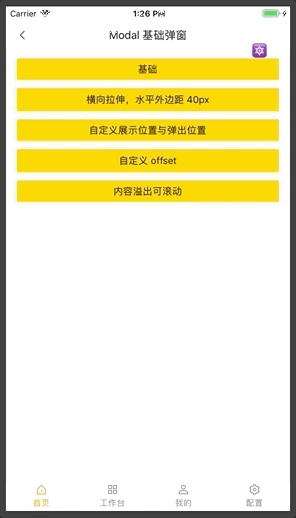 Carrier
1:26 PM
Modal 基础弹窗
基础
横向拉伸，水平外边距 40px
自定义展示位置与弹出位置
自定义 offset
内容溢出可滚动
首页
工作台
我的
配置